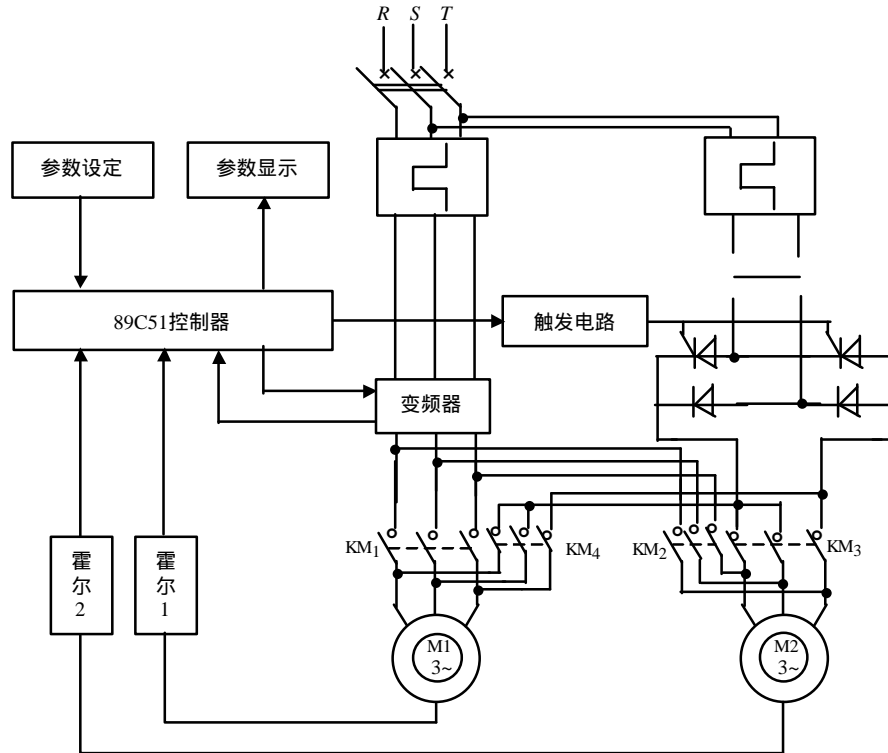 R S T
参数设定
参数显示
89C51控制器
触发电路
变频器
KM1
KM4
KM2
KM3
霍尔2
霍尔1
M1
3~
M2
3~